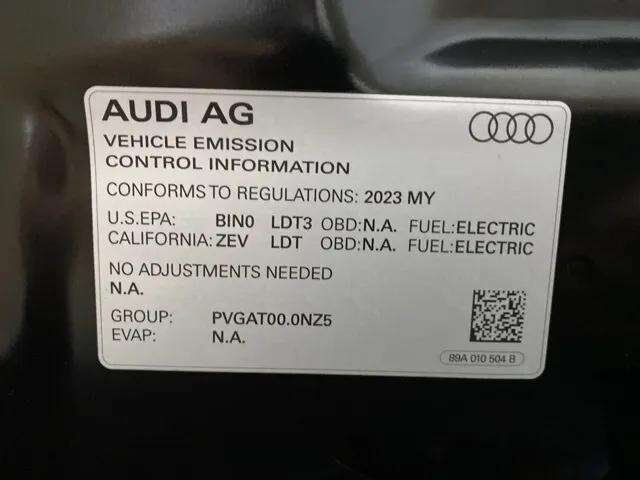 AUDI AG
VEHICLE EMISSION
CONTROL INFORMATION
CONFORMS TO REGULATIONS: 2023 MY
U.S.EPA: BIN0 LDT3 OBD:N.A. FUEL:ELECTRIC
CALIFORNIA: ZEV LDT OBD:N.A. FUEL:ELECTRIC
NO ADJUSTMENTS NEEDED
N.A.
GROUP: PVGAT00.0NZ5
EVAP: N.A.
89A 010 504 B